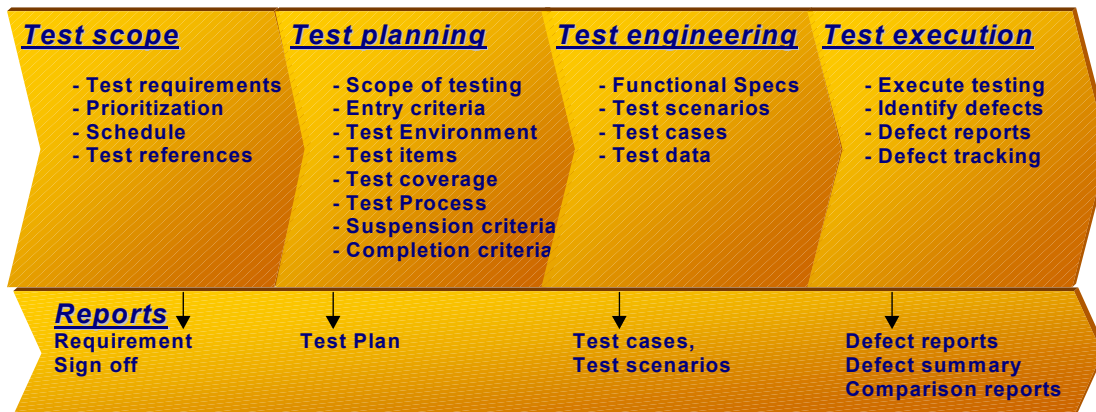 Test scope
- Test requirements
- Prioritization
- Schedule
- Test references
Test planning
- Scope of testing
- Entry criteria
- Test Environment
- Test items
- Test coverage
- Test Process
- Suspension criteria
- Completion criteria
Test engineering
- Functional Specs
- Test scenarios
- Test cases
- Test data
Test execution
- Execute testing
- Identify defects
- Defect reports
- Defect tracking
Reports
Requirement
Sign off
Test Plan
Test cases,
Test scenarios
Defect reports
Defect summary
Comparison reports